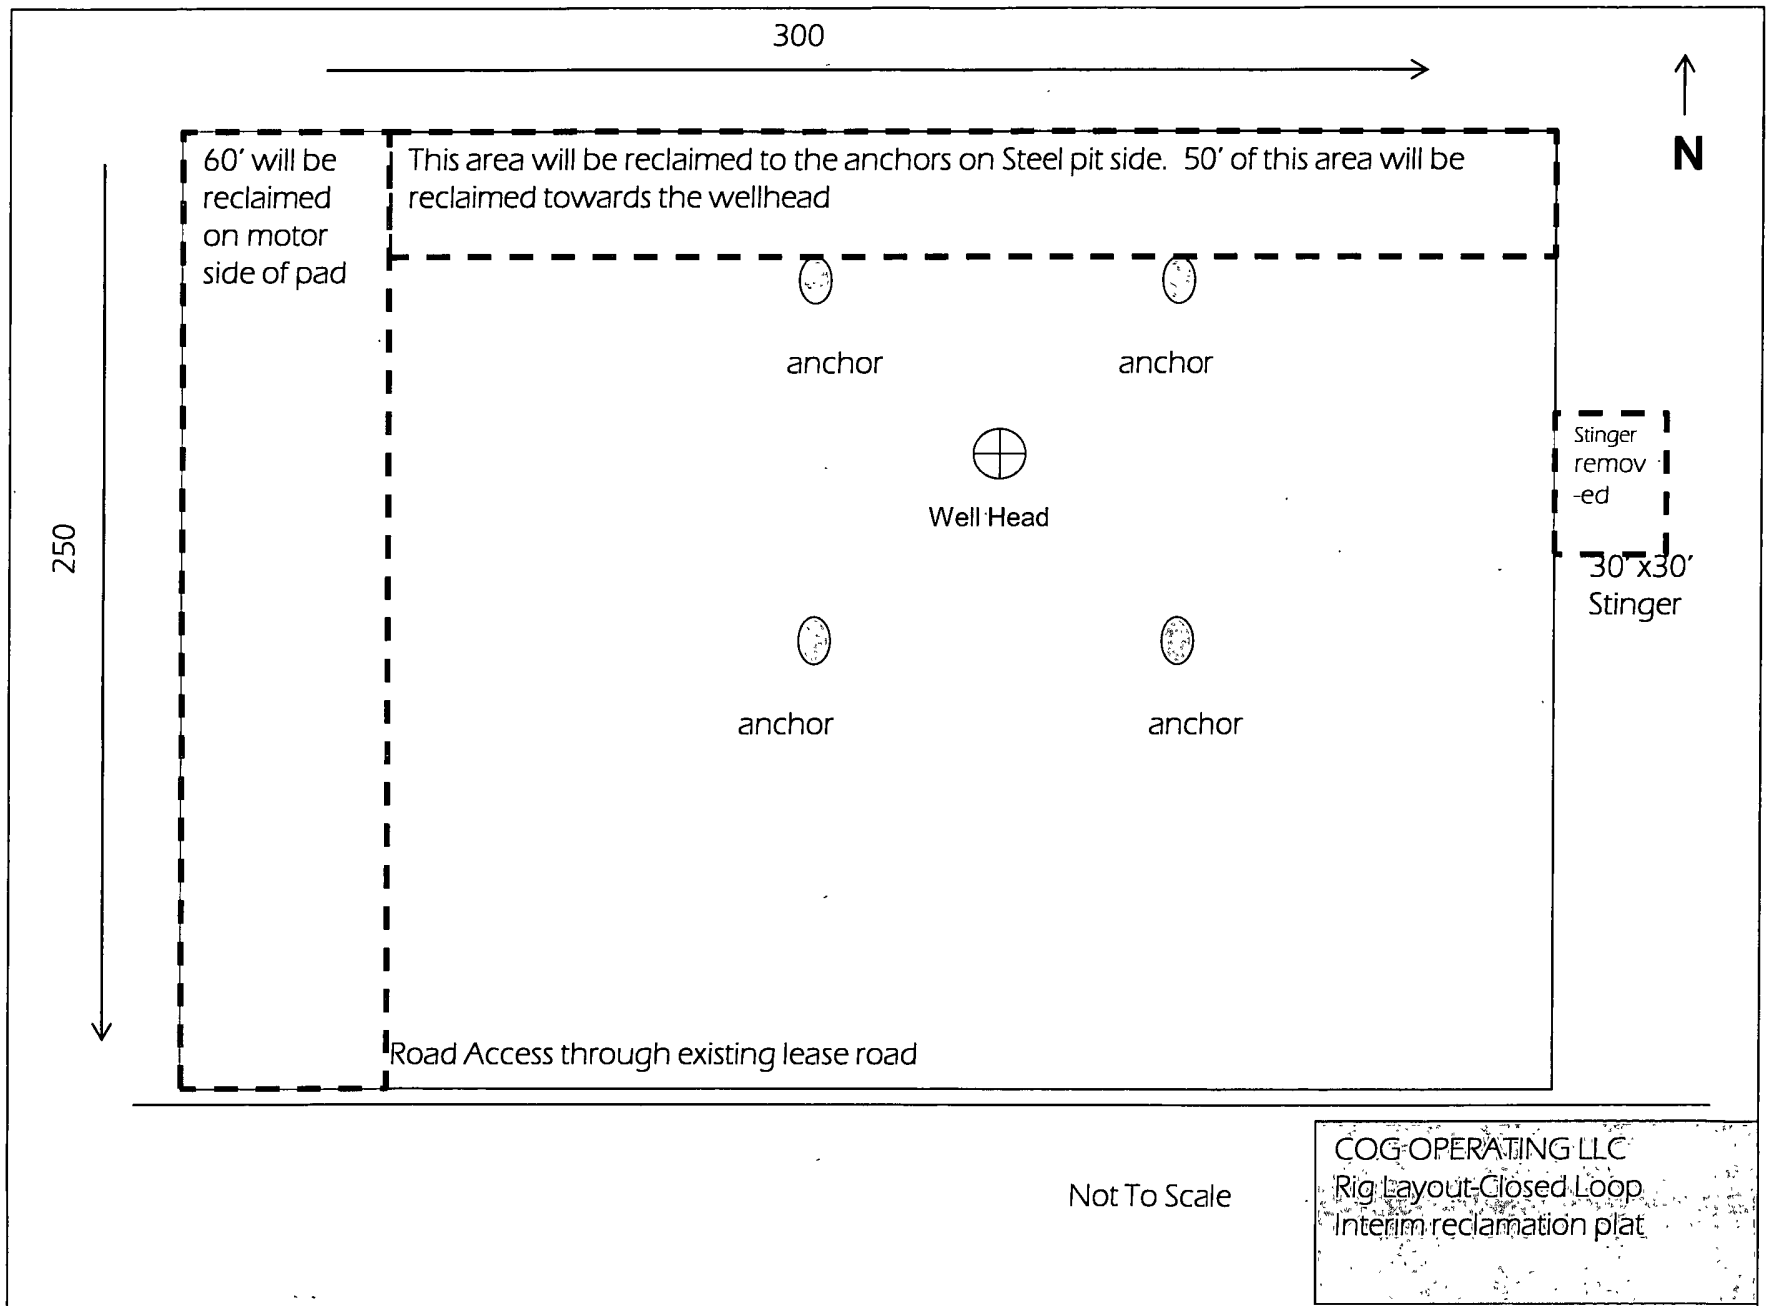 300
N
60' will be
reclaimed
on motor
side of pad
This area will be reclaimed to the anchors on Steel pit side. 50' of this area will be
reclaimed towards the wellhead
anchor
anchor
Stinger
remov
-ed
Well Head
250
30' x30'
Stinger
anchor
anchor
Road Access through existing lease road
Not To Scale
COG OPERATING LLC
Rig Layout-Closed Loop
Interim reclamation plat